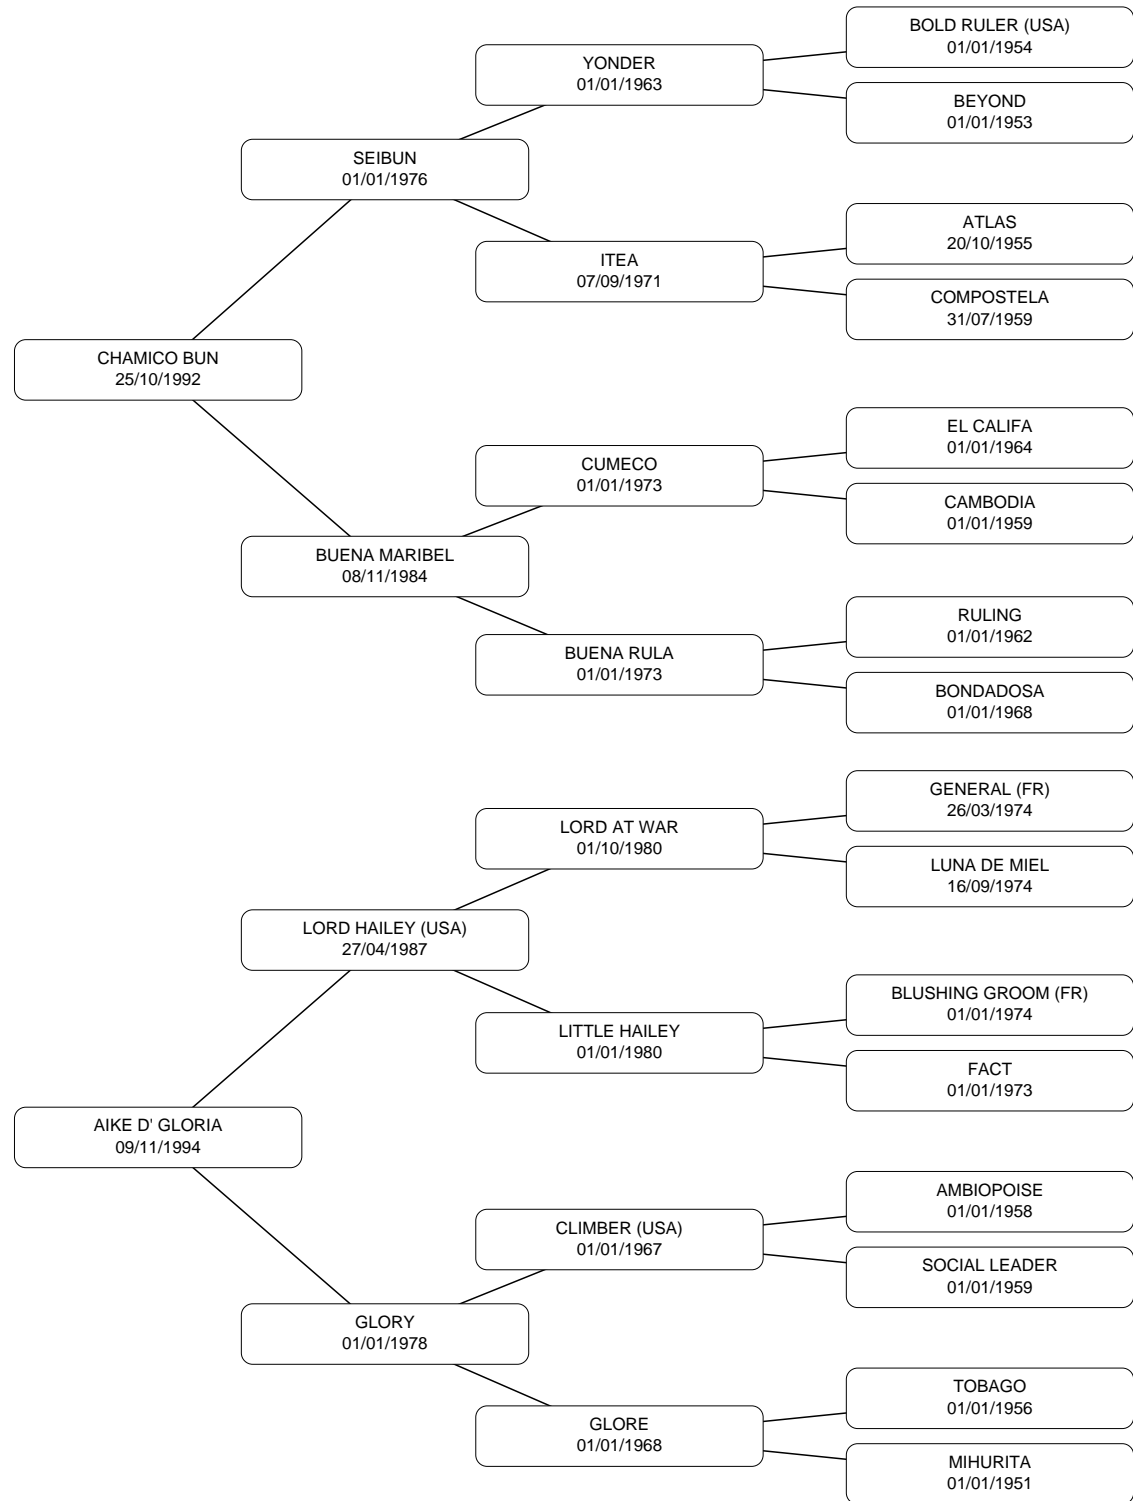 BOLD RULER (USA)
01/01/1954
YONDER
01/01/1963
BEYOND
01/01/1953
SEIBUN
01/01/1976
ATLAS
20/10/1955
ITEA
07/09/1971
COMPOSTELA
31/07/1959
CHAMICO BUN
25/10/1992
EL CALIFA
01/01/1964
CUMECO
01/01/1973
CAMBODIA
01/01/1959
BUENA MARIBEL
08/11/1984
RULING
01/01/1962
BUENA RULA
01/01/1973
BONDADOSA
01/01/1968
GENERAL (FR)
26/03/1974
LORD AT WAR
01/10/1980
LUNA DE MIEL
16/09/1974
LORD HAILEY (USA)
27/04/1987
BLUSHING GROOM (FR)
01/01/1974
LITTLE HAILEY
01/01/1980
FACT
01/01/1973
AIKE D' GLORIA
09/11/1994
AMBIOPOISE
01/01/1958
CLIMBER (USA)
01/01/1967
SOCIAL LEADER
01/01/1959
GLORY
01/01/1978
TOBAGO
01/01/1956
GLORE
01/01/1968
MIHURITA
01/01/1951